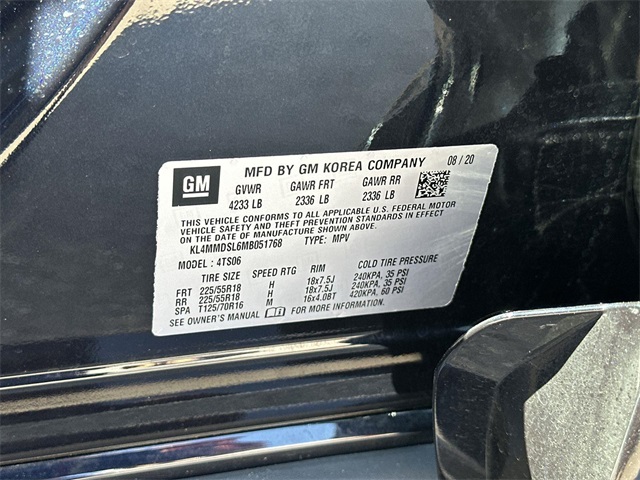 GM
MFD BY GM KOREA COMPANY 08/20
GVWR GAWR FRT GAWR RR
4233 LB 2336 LB 2336 LB
THIS VEHICLE CONFORMS TO ALL APPLICABLE U.S. FEDERAL MOTOR
VEHICLE SAFETY AND THEFT PREVENTION STANDARDS IN EFFECT
ON THE DATE OF MANUFACTURE SHOWN ABOVE.
KL4MMDSL6MB051768 TYPE: MPV
MODEL: 4TS06
TIRE SIZE SPEED RTG RIM COLD TIRE PRESSURE
FRT 225/55R18 H 18x7.5J 240KPA, 35 PSI
RR 225/55R18 H 18x7.5J 240KPA, 35 PSI
SPA T125/70R16 M 16x4.0BT 420KPA, 60 PSI
SEE OWNER'S MANUAL FOR MORE INFORMATION.